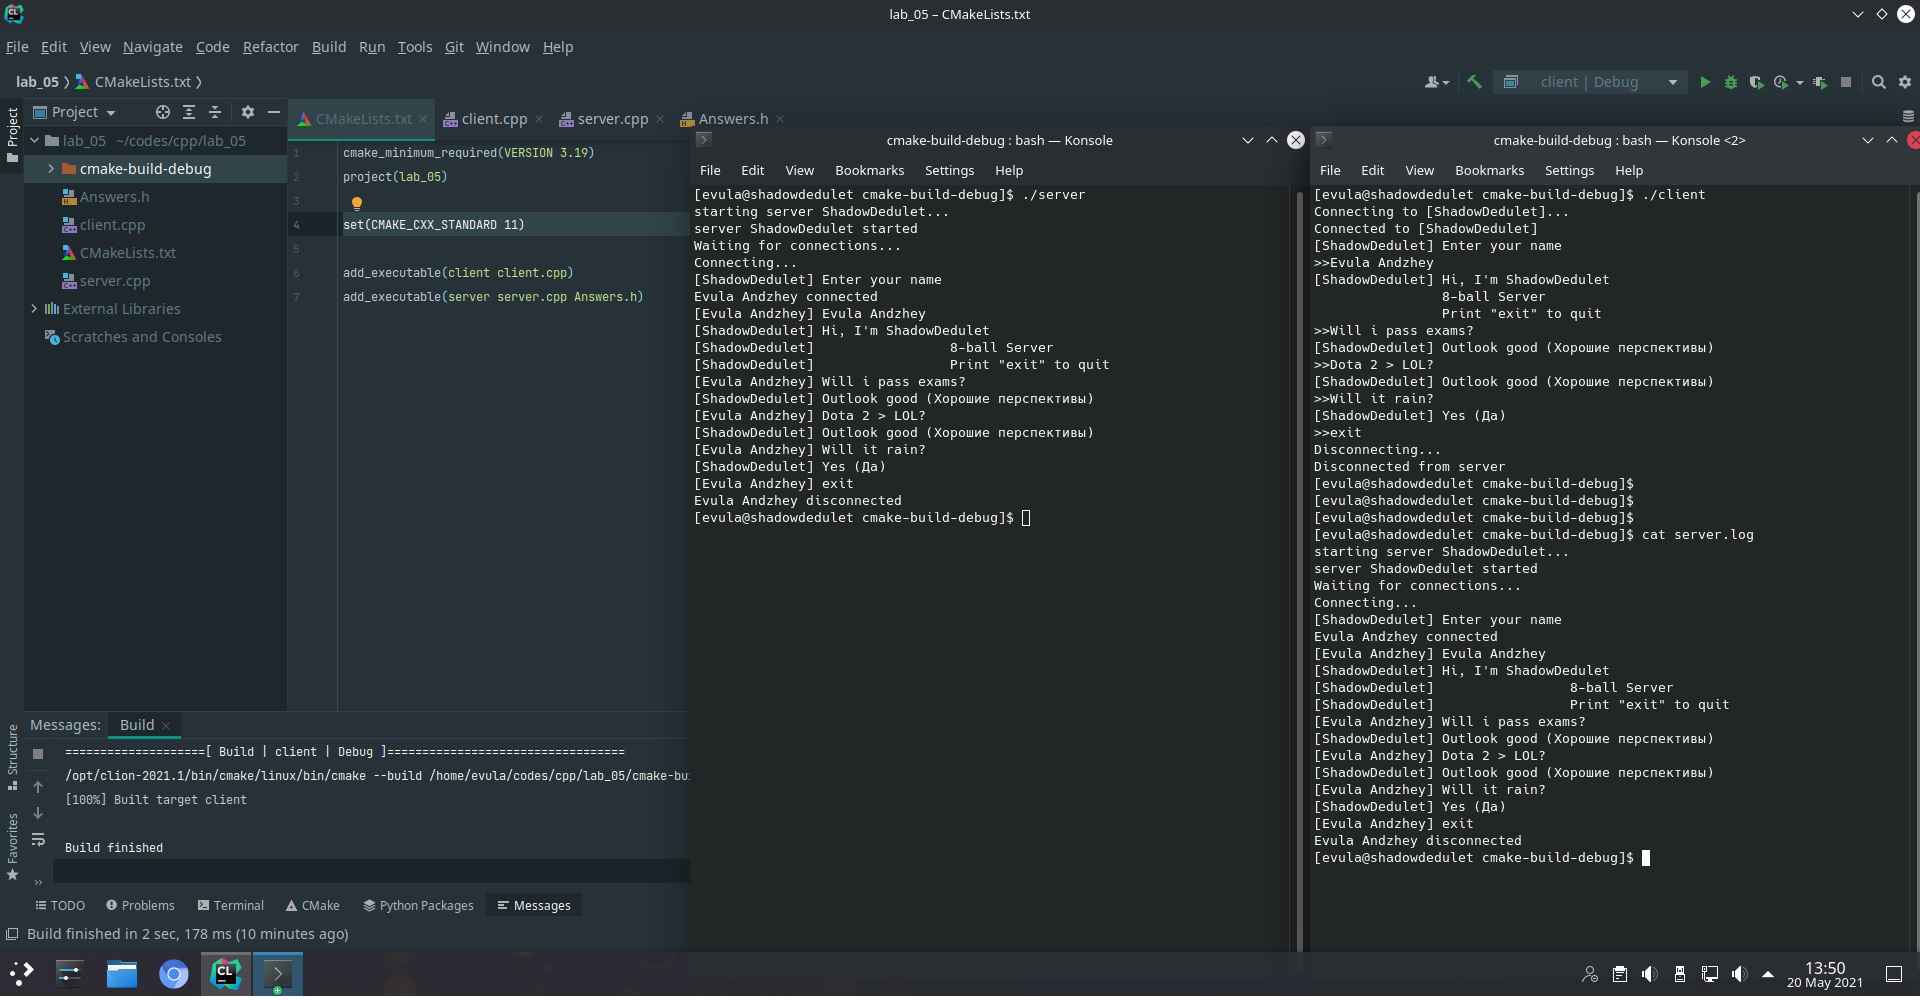 lab_05 – CMakeLists.txt
File Edit View Navigate Code Refactor Build Run Tools Git Window Help
lab_05 CMakeLists.txt
client | Debug
Project
Project
lab_05 ~/codes/cpp/lab_05
cmake-build-debug
Answers.h
client.cpp
CMakeLists.txt
server.cpp
External Libraries
Scratches and Consoles
CMakeLists.txt client.cpp server.cpp Answers.h
1 cmake_minimum_required(VERSION 3.19)
2 project(lab_05)
3
4 set(CMAKE_CXX_STANDARD 11)
5
6 add_executable(client client.cpp)
7 add_executable(server server.cpp Answers.h)
cmake-build-debug : bash — Konsole
File Edit View Bookmarks Settings Help
[evula@shadowdedulet cmake-build-debug]$ ./server
starting server ShadowDedulet...
server ShadowDedulet started
Waiting for connections...
Connecting...
[ShadowDedulet] Enter your name
Evula Andzhey connected
[Evula Andzhey] Evula Andzhey
[ShadowDedulet] Hi, I'm ShadowDedulet
[ShadowDedulet] 8-ball Server
[ShadowDedulet] Print "exit" to quit
[Evula Andzhey] Will i pass exams?
[ShadowDedulet] Outlook good (Хорошие перспективы)
[Evula Andzhey] Dota 2 > LOL?
[ShadowDedulet] Outlook good (Хорошие перспективы)
[Evula Andzhey] Will it rain?
[ShadowDedulet] Yes (Да)
[Evula Andzhey] exit
Evula Andzhey disconnected
[evula@shadowdedulet cmake-build-debug]$
cmake-build-debug : bash — Konsole <2>
File Edit View Bookmarks Settings Help
[evula@shadowdedulet cmake-build-debug]$ ./client
Connecting to [ShadowDedulet]...
Connected to [ShadowDedulet]
[ShadowDedulet] Enter your name
>>Evula Andzhey
[ShadowDedulet] Hi, I'm ShadowDedulet
8-ball Server
Print "exit" to quit
>>Will i pass exams?
[ShadowDedulet] Outlook good (Хорошие перспективы)
>>Dota 2 > LOL?
[ShadowDedulet] Outlook good (Хорошие перспективы)
>>Will it rain?
[ShadowDedulet] Yes (Да)
>>exit
Disconnecting...
Disconnected from server
[evula@shadowdedulet cmake-build-debug]$
[evula@shadowdedulet cmake-build-debug]$
[evula@shadowdedulet cmake-build-debug]$
[evula@shadowdedulet cmake-build-debug]$ cat server.log
starting server ShadowDedulet...
server ShadowDedulet started
Waiting for connections...
Connecting...
[ShadowDedulet] Enter your name
Evula Andzhey connected
[Evula Andzhey] Evula Andzhey
[ShadowDedulet] Hi, I'm ShadowDedulet
[ShadowDedulet] 8-ball Server
[ShadowDedulet] Print "exit" to quit
[Evula Andzhey] Will i pass exams?
[ShadowDedulet] Outlook good (Хорошие перспективы)
[Evula Andzhey] Dota 2 > LOL?
[ShadowDedulet] Outlook good (Хорошие перспективы)
[Evula Andzhey] Will it rain?
[ShadowDedulet] Yes (Да)
[Evula Andzhey] exit
Evula Andzhey disconnected
[evula@shadowdedulet cmake-build-debug]$
Messages: Build
====================[ Build | client | Debug ]==================================
/opt/clion-2021.1/bin/cmake/linux/bin/cmake --build /home/evula/codes/cpp/lab_05/cmake-bu
[100%] Built target client
Build finished
Structure
Favorites
TODO Problems Terminal CMake Python Packages Messages
Build finished in 2 sec, 178 ms (10 minutes ago)
CL
13:50
20 May 2021